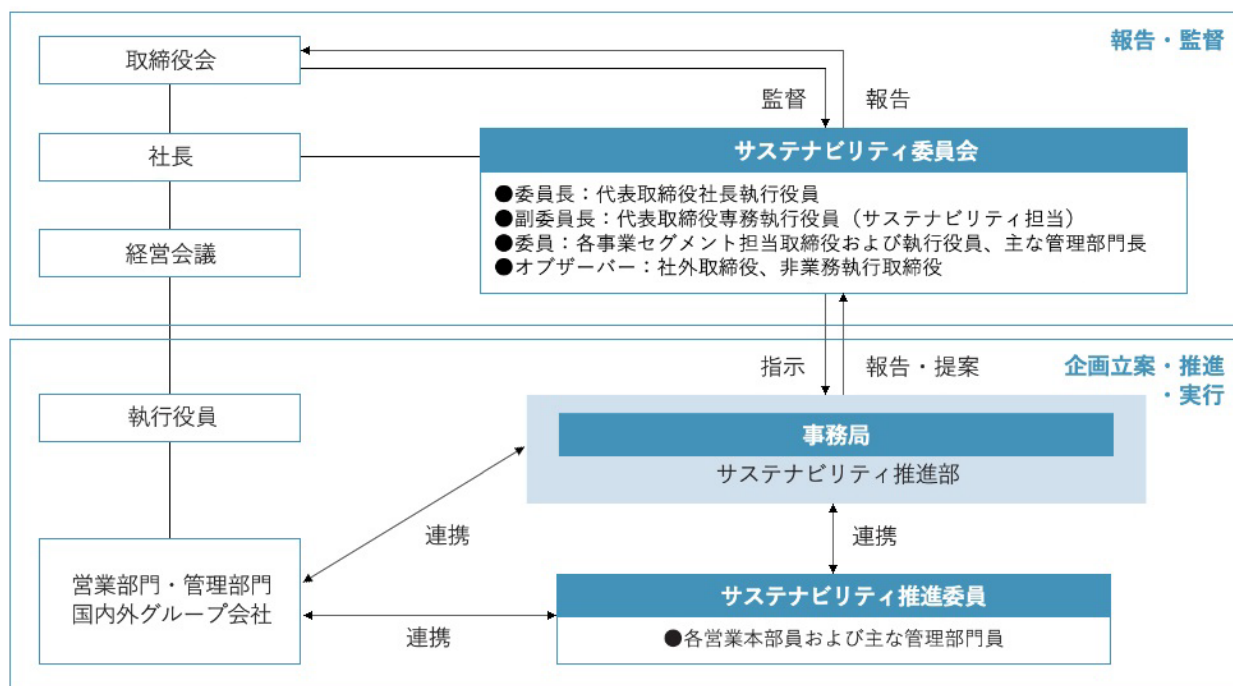 報告・監督
取締役会
監督
報告
社長
サステナビリティ委員会
●委員長：代表取締役社長執行役員
●副委員長：代表取締役専務執行役員（サステナビリティ担当）
●委員：各事業セグメント担当取締役および執行役員、主な管理部門長
●オブザーバー：社外取締役、非業務執行取締役
経営会議
指示
報告・提案
企画立案・推進
・実行
執行役員
事務局
サステナビリティ推進部
連携
連携
営業部門・管理部門
国内外グループ会社
連携
サステナビリティ推進委員
●各営業本部員および主な管理部門員